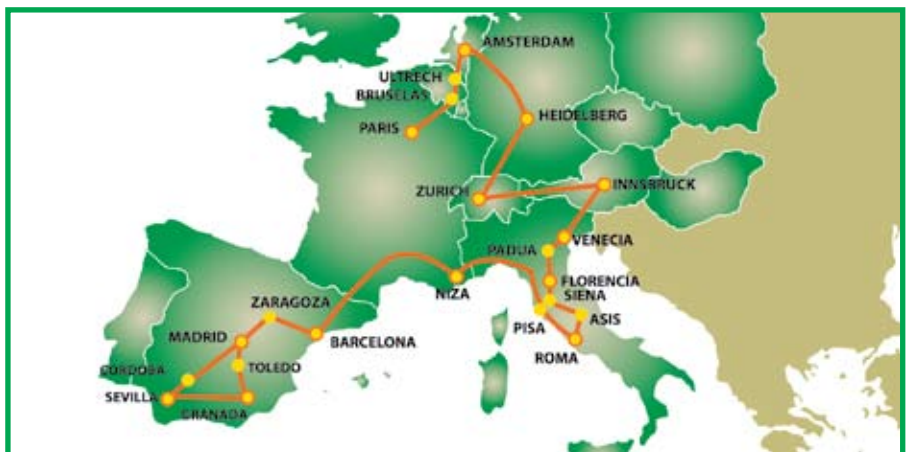 AMSTERDAM
ULTRECH
BRUSELAS
HEIDELBERG
PARIS
ZURICH
INNSBRUCK
VENECIA
PADUA
FLORENCIA
NIZA
SIENA
ZARAGOZA
PISA
ASIS
MADRID
BARCELONA
ROMA
CORDOBA
TOLEDO
SEVILLA
GRANADA